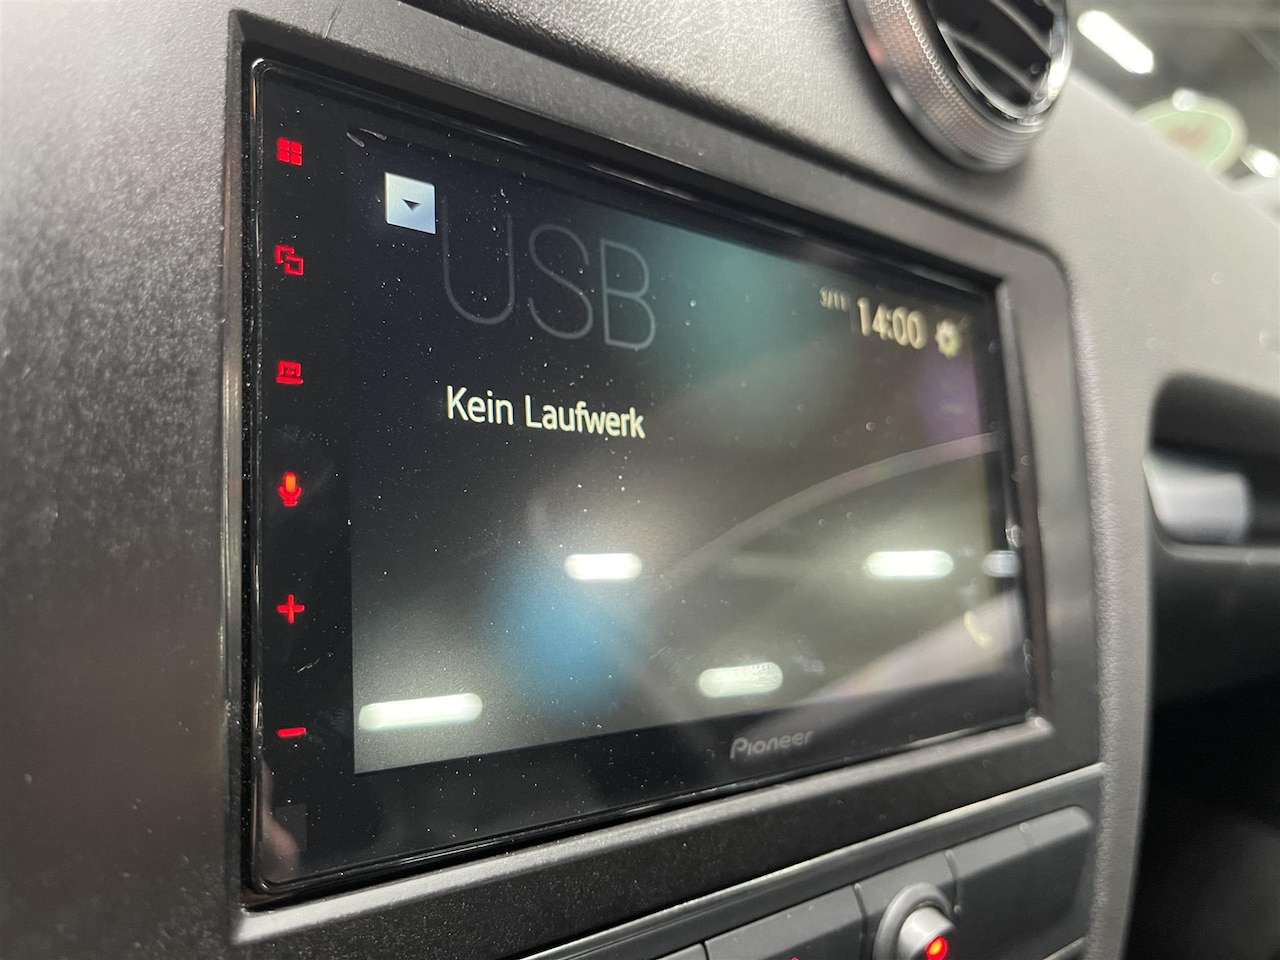 USB
14:00
Kein Laufwerk
Pioneer